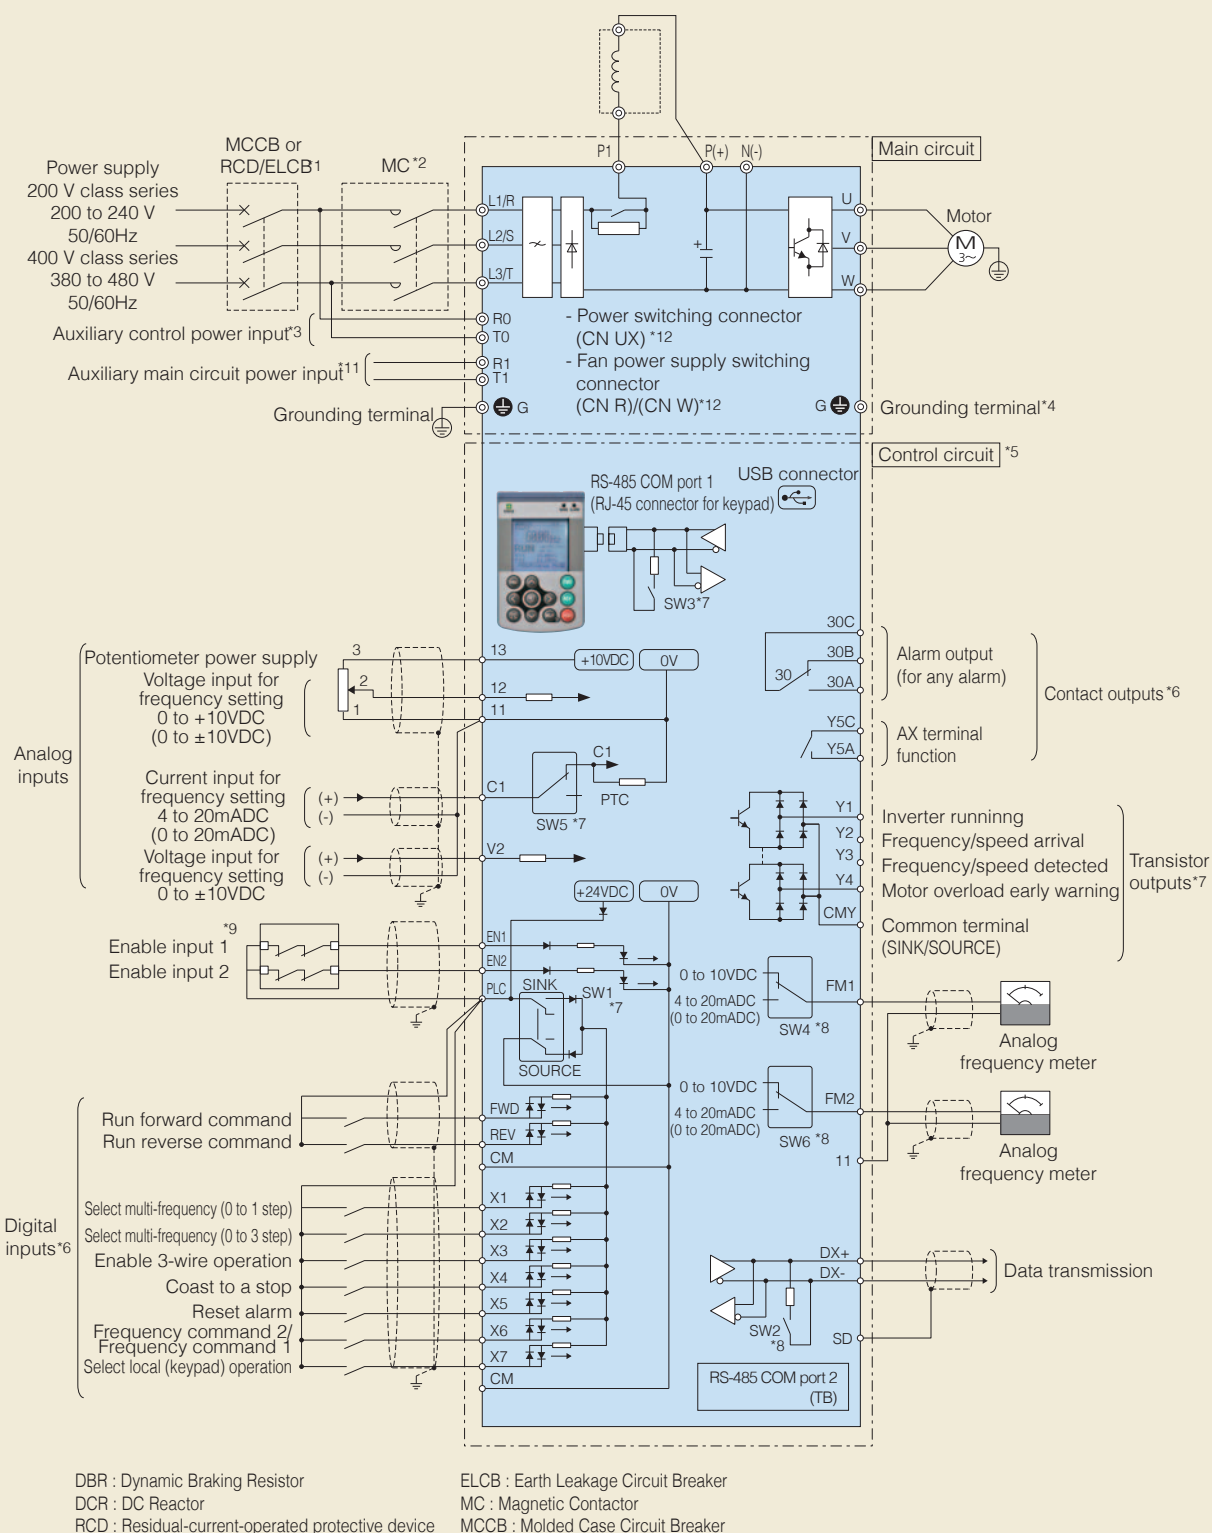 P1
P(+)
N(-)
Main circuit
MCCB or
RCD/ELCB*1
MC*2
Power supply
200 V class series
200 to 240 V
50/60Hz
400 V class series
380 to 480 V
50/60Hz
L1/R
L2/S
L3/T
+
U
V
W
Motor
M
3~
Auxiliary control power input*3
R0
T0
Auxiliary main circuit power input*11
R1
T1
- Power switching connector
(CN UX) *12
- Fan power supply switching
connector
(CN R)/(CN W)*12
Grounding terminal
G
G
Grounding terminal*4
Control circuit *5
RS-485 COM port 1
(RJ-45 connector for keypad)
USB connector
SW3*7
Analog
inputs
Potentiometer power supply
Voltage input for
frequency setting
0 to +10VDC
(0 to ±10VDC)
3
2
1
13
12
11
+10VDC
0V
Current input for
frequency setting
4 to 20mADC
(0 to 20mADC)
(+)
(-)
C1
C1
PTC
SW5 *7
Voltage input for
frequency setting
0 to ±10VDC
(+)
(-)
V2
30C
30B
30A
30
Alarm output
(for any alarm)
Contact outputs*6
Y5C
Y5A
AX terminal
function
Y1
Y2
Y3
Y4
CMY
Inverter runninng
Frequency/speed arrival
Frequency/speed detected
Motor overload early warning
Common terminal
(SINK/SOURCE)
Transistor
outputs*7
+24VDC
0V
*9
Enable input 1
Enable input 2
EN1
EN2
PLC
SINK
SOURCE
SW1
*7
0 to 10VDC
4 to 20mADC
(0 to 20mADC)
SW4 *8
FM1
Analog
frequency meter
0 to 10VDC
4 to 20mADC
(0 to 20mADC)
SW6 *8
FM2
11
Analog
frequency meter
Digital
inputs*6
Run forward command
Run reverse command
FWD
REV
CM
Select multi-frequency (0 to 1 step)
Select multi-frequency (0 to 3 step)
Enable 3-wire operation
Coast to a stop
Reset alarm
Frequency command 2/
Frequency command 1
Select local (keypad) operation
X1
X2
X3
X4
X5
X6
X7
CM
DX+
DX-
SD
Data transmission
SW2
*8
RS-485 COM port 2
(TB)
DBR : Dynamic Braking Resistor
DCR : DC Reactor
RCD : Residual-current-operated protective device
ELCB : Earth Leakage Circuit Breaker
MC : Magnetic Contactor
MCCB : Molded Case Circuit Breaker